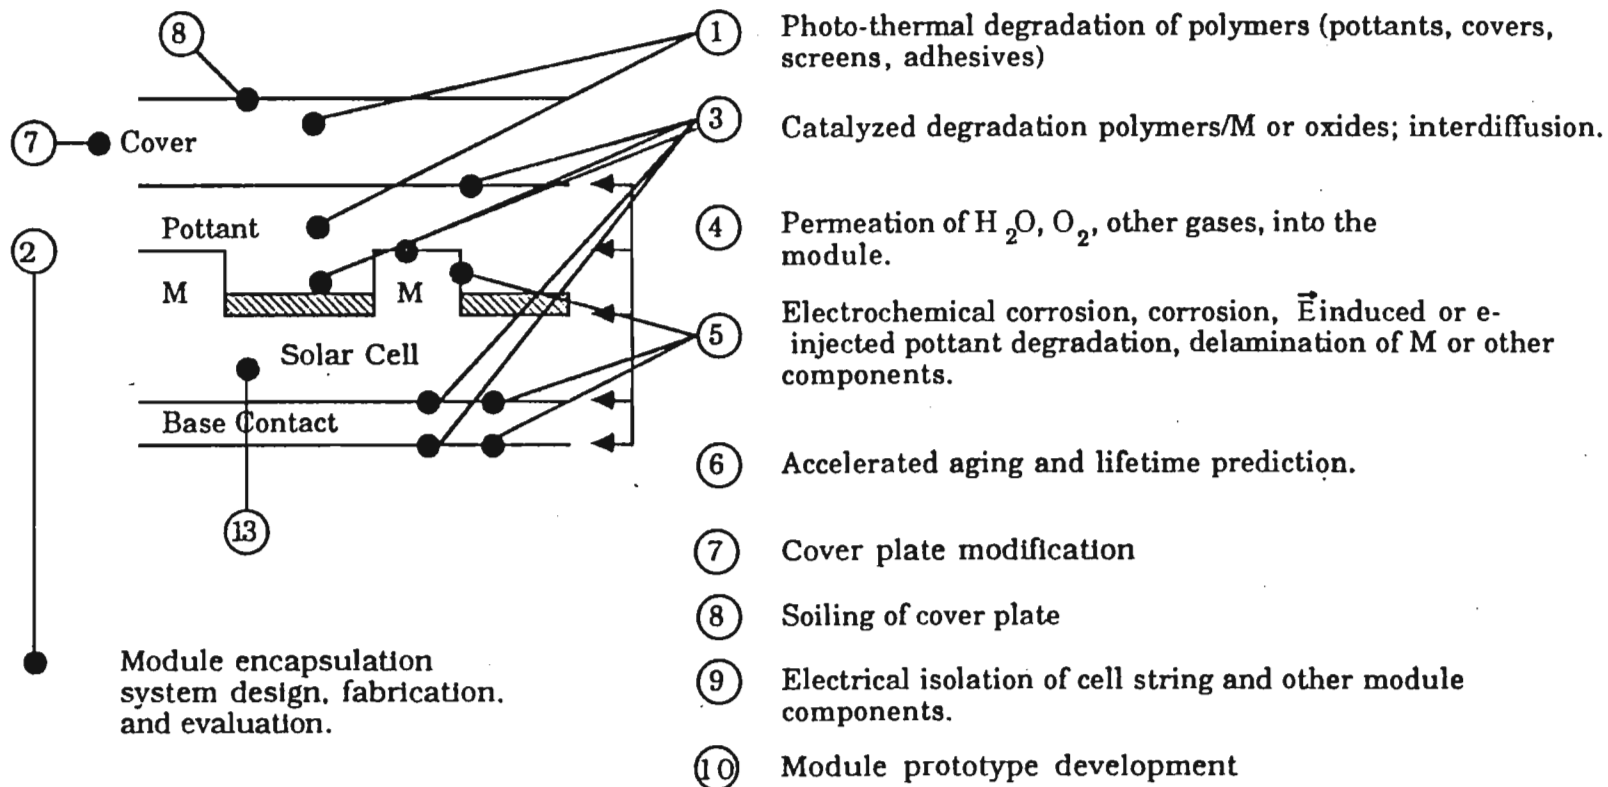 8
1 Photo-thermal degradation of polymers (pottants, covers,
screens, adhesives)
7 Cover
3 Catalyzed degradation polymers/M or oxides; interdiffusion.
Pottant
4 Permeation of H2O, O2, other gases, into the
module.
2
M M
5 Electrochemical corrosion, corrosion, E⃗ induced or e-
injected pottant degradation, delamination of M or other
components.
Solar Cell
Base Contact
6 Accelerated aging and lifetime prediction.
13
7 Cover plate modification
8 Soiling of cover plate
Module encapsulation
system design, fabrication.
and evaluation.
9 Electrical isolation of cell string and other module
components.
10 Module prototype development